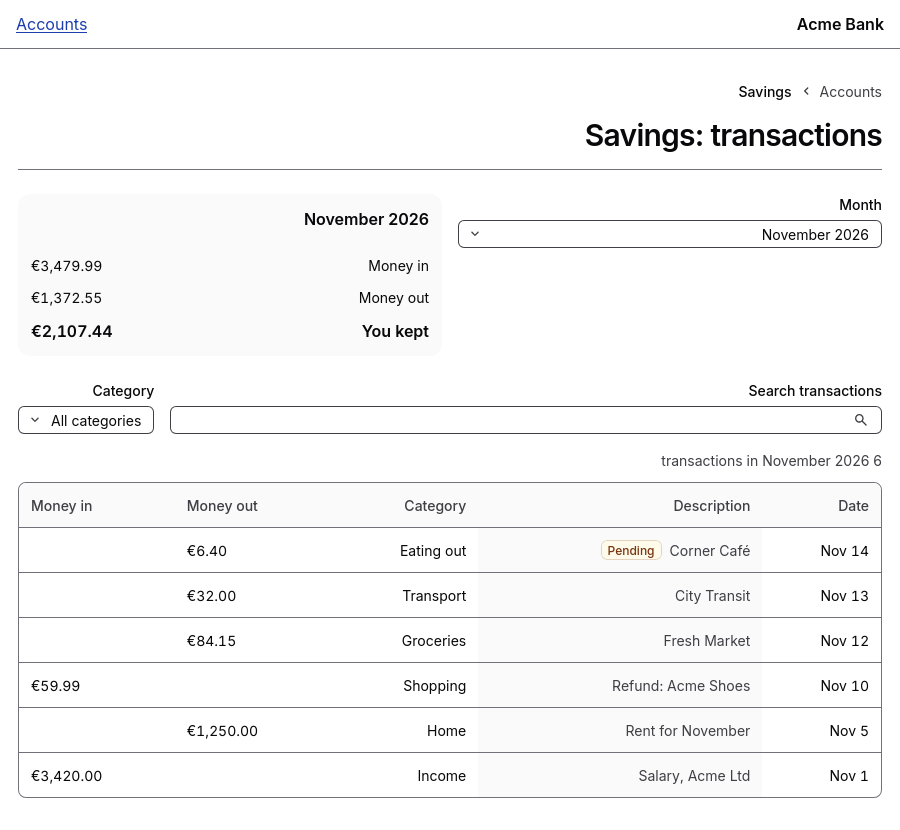 Acme Bank
Accounts
Accounts
Savings
Savings: transactions
Month
November 2026
November 2026
Money in €3,479.99
Money out €1,372.55
You kept €2,107.44
Search transactions
Category
All categories
transactions in November 2026 6
Date Description Category Money out Money in
Nov 14 Corner Café Pending Eating out €6.40
Nov 13 City Transit Transport €32.00
Nov 12 Fresh Market Groceries €84.15
Nov 10 Refund: Acme Shoes Shopping €59.99
Nov 5 Rent for November Home €1,250.00
Nov 1 Salary, Acme Ltd Income €3,420.00